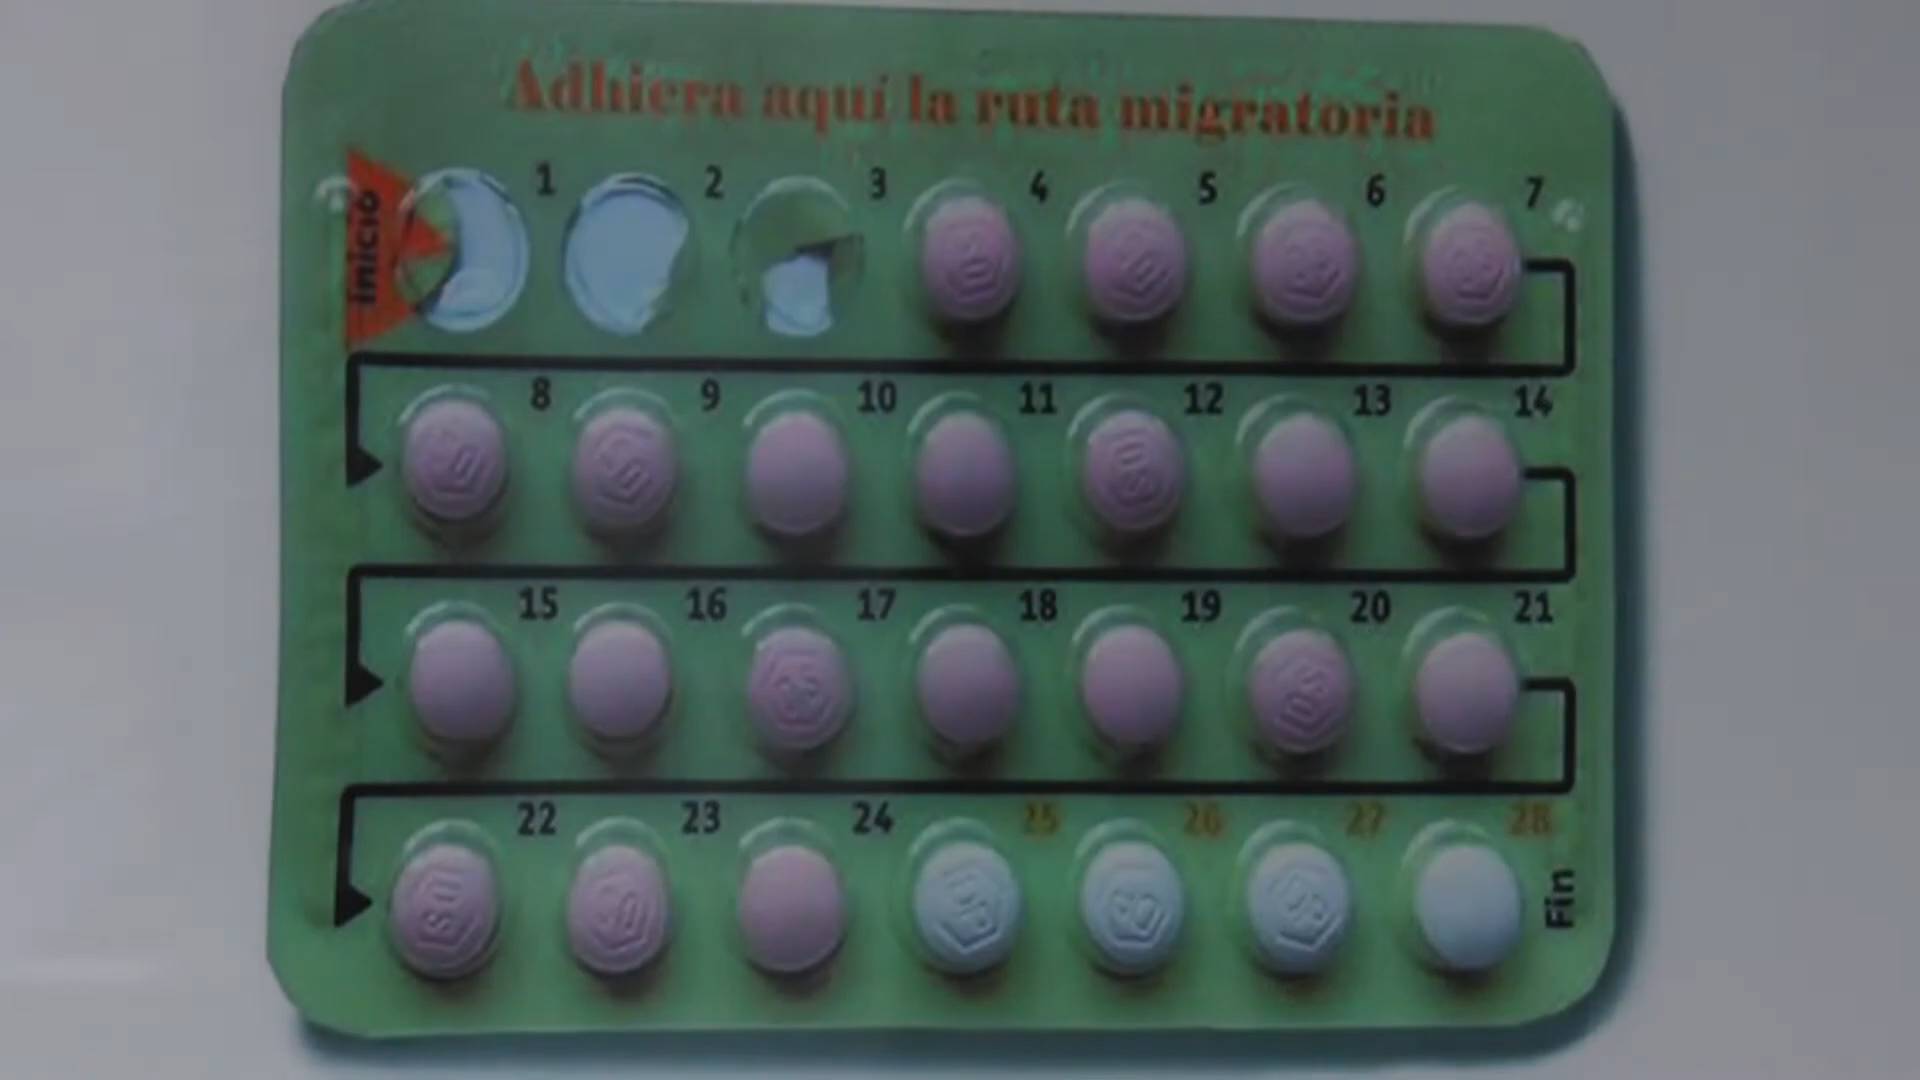 Adhiera aquí la ruta migratoria
Inicio
1 2 3 4 5 6 7
8 9 10 11 12 13 14
15 16 17 18 19 20 21
22 23 24 25 26 27 28
Fin